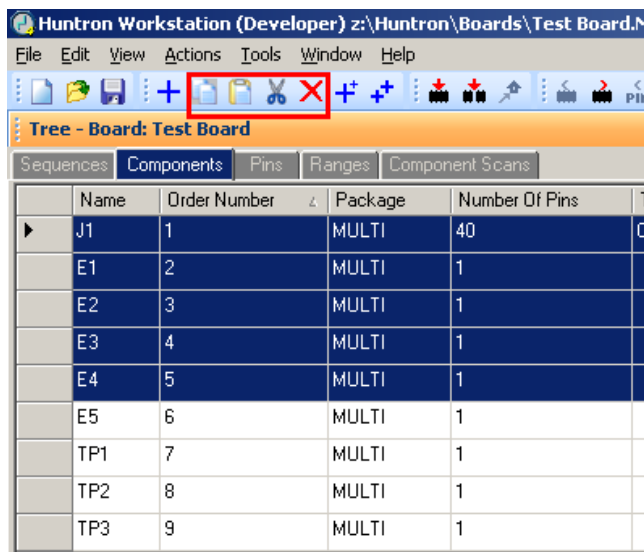 Huntron Workstation (Developer) z:\Huntron\Boards\Test Board.
File Edit View Actions Tools Window Help
Tree - Board: Test Board
Sequences Components Pins Ranges Component Scans
Name Order Number Package Number Of Pins
J1 1 MULTI 40
E1 2 MULTI 1
E2 3 MULTI 1
E3 4 MULTI 1
E4 5 MULTI 1
E5 6 MULTI 1
TP1 7 MULTI 1
TP2 8 MULTI 1
TP3 9 MULTI 1